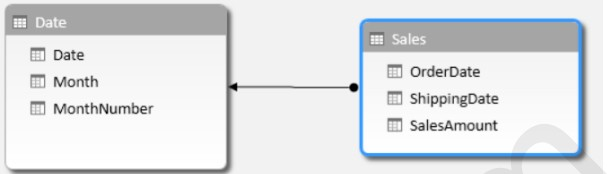 Date
Date
Month
MonthNumber
Sales
OrderDate
ShippingDate
SalesAmount